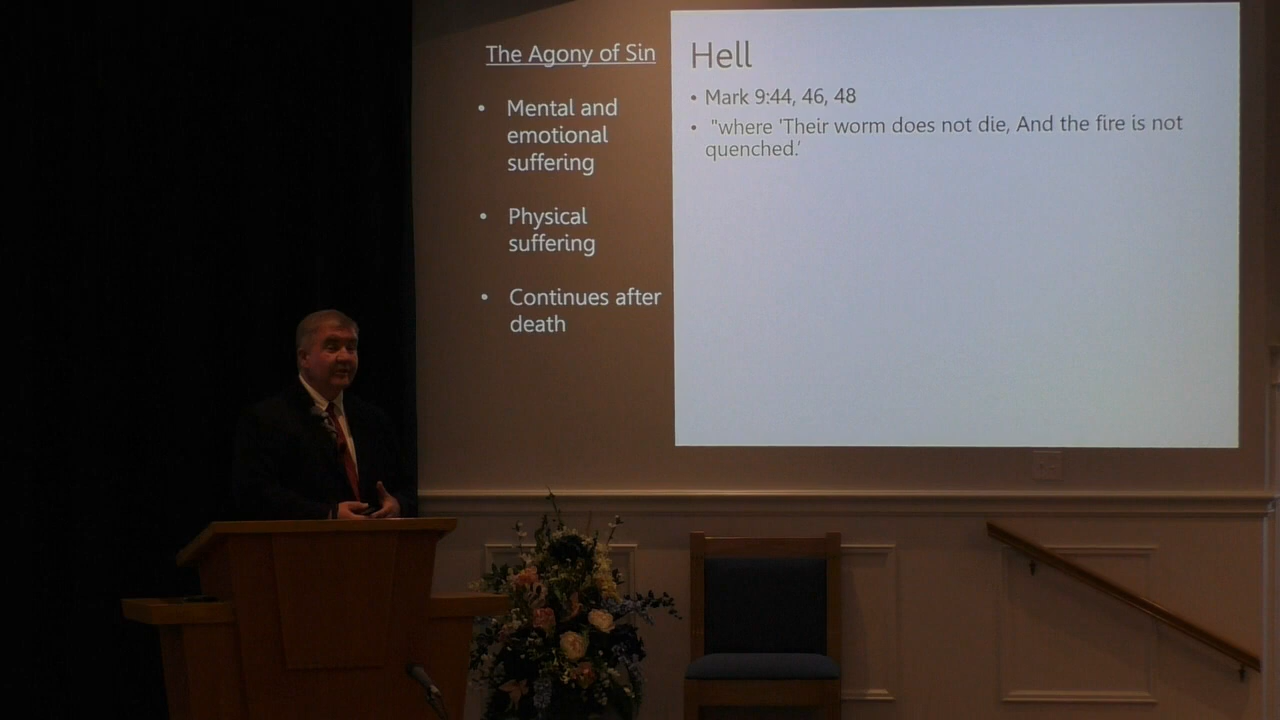 The Agony of Sin
• Mental and
emotional
suffering
• Physical
suffering
• Continues after
death
Hell
• Mark 9:44, 46, 48
• "where 'Their worm does not die, And the fire is not
quenched.'